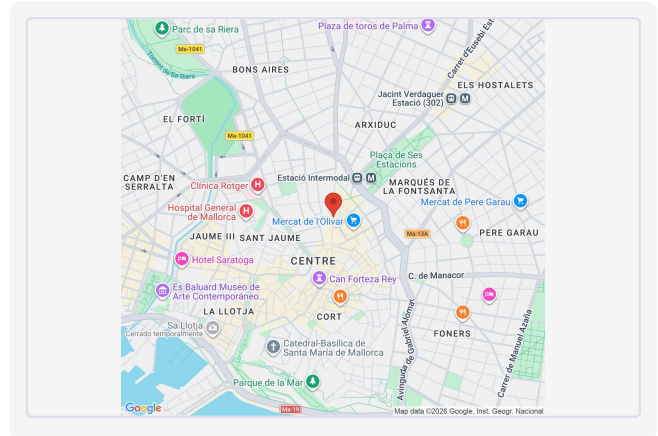 Parc de sa Riera
Plaza de toros de Palma
Ma-1041
Torrent de Sa Riera
Carrer d'Eusebi Est
BONS AIRES
ELS HOSTALETS
Jacint Verdaguer
Estació (302)
M
EL FORTÍ
ARXIDUC
Ma-1041
Plaça de Ses
Estacions
CAMP D'EN
SERRALTA
Clínica Rotger
H
Estació Intermodal
M
MARQUÉS DE
LA FONTSANTA
Hospital General
de Mallorca
H
Mercat de l'Olivar
Mercat de Pere Garau
JAUME III
SANT JAUME
Ma-13A
PERE GARAU
Hotel Saratoga
CENTRE
Can Forteza Rey
C. de Manacor
Es Baluard Museo de
Arte Contemporáneo...
LA LLOTJA
CORT
Avinguda de Gabriel Alomar
Carrer de Manuel Azaña
Sa Llotja
Cerrado temporalmente
FONERS
Catedral-Basílica de
Santa María de Mallorca
Parque de la Mar
Google
Ma-19
Map data ©2026 Google, Inst. Geogr. Nacional